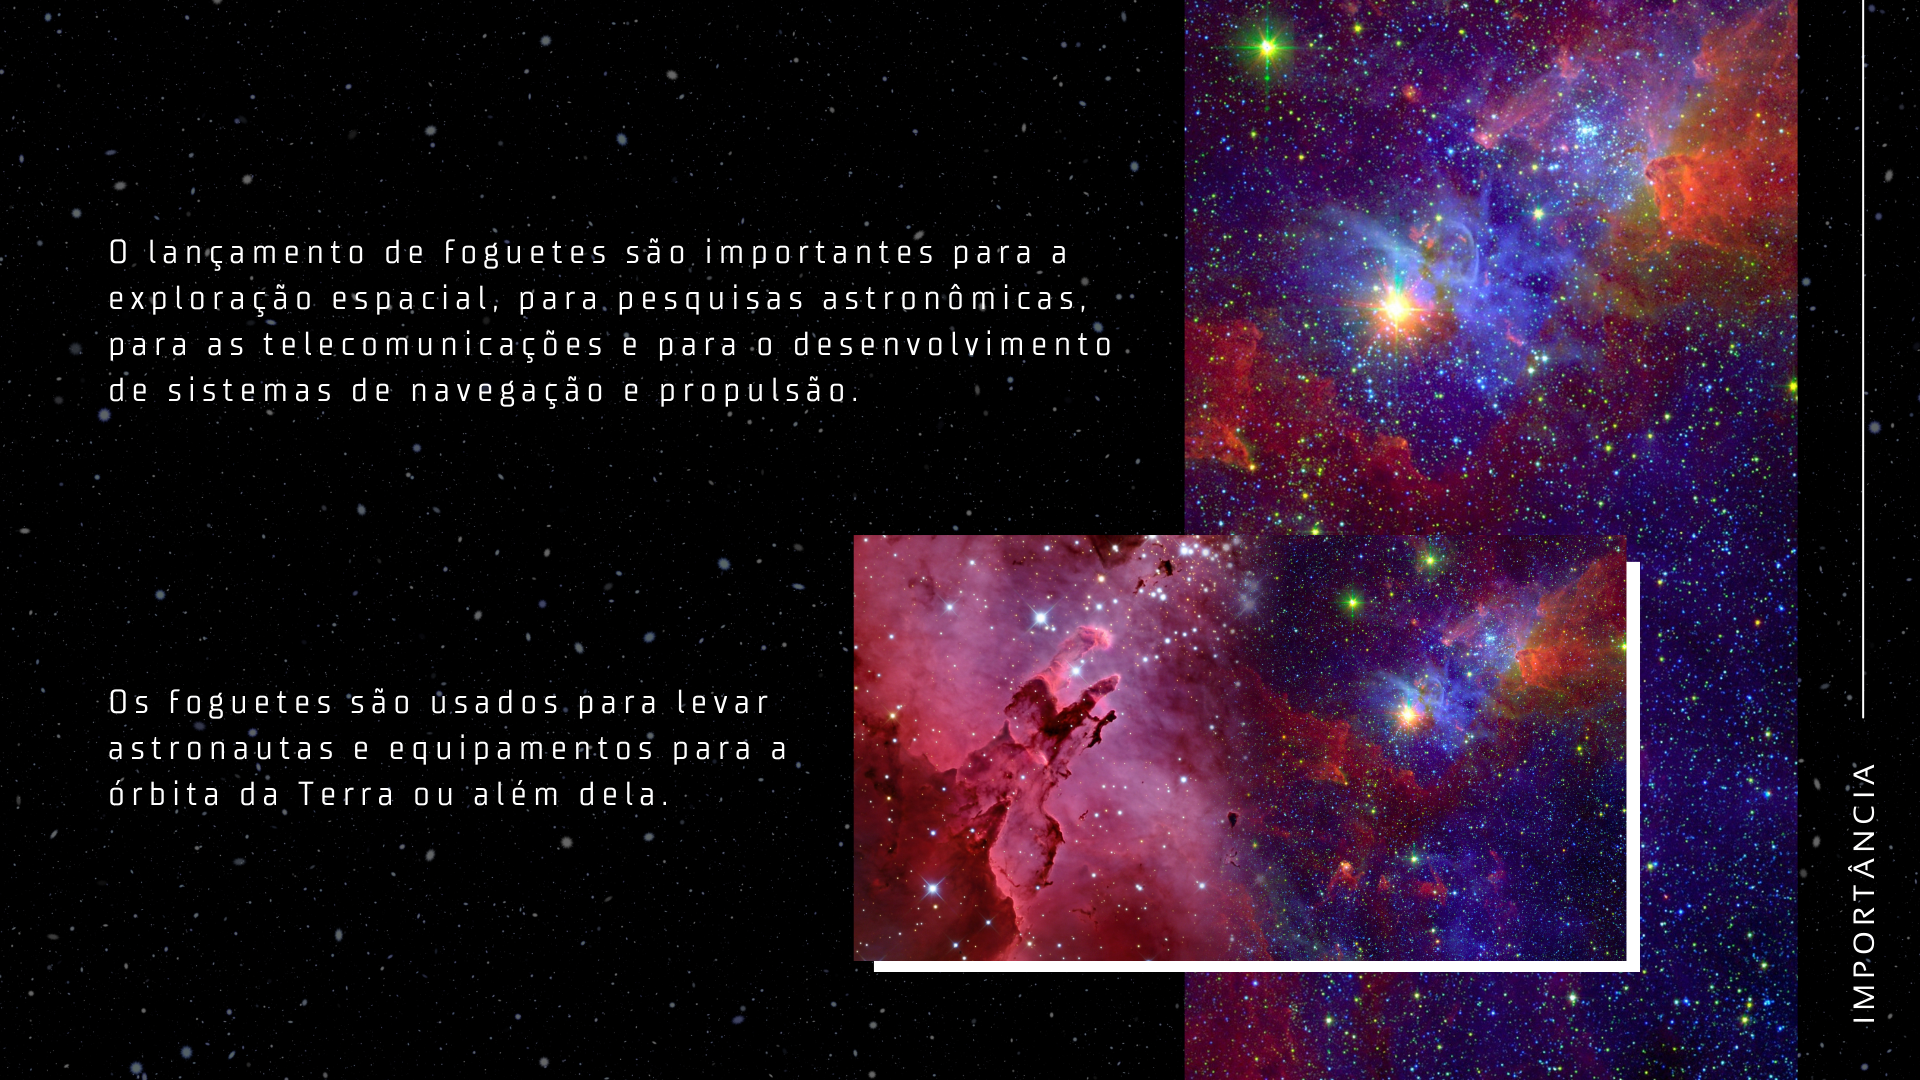 O lançamento de foguetes são importantes para a
exploração espacial, para pesquisas astronômicas,
para as telecomunicações e para o desenvolvimento
de sistemas de navegação e propulsão.
Os foguetes são usados para levar
astronautas e equipamentos para a
órbita da Terra ou além dela.
IMPORTÂNCIA